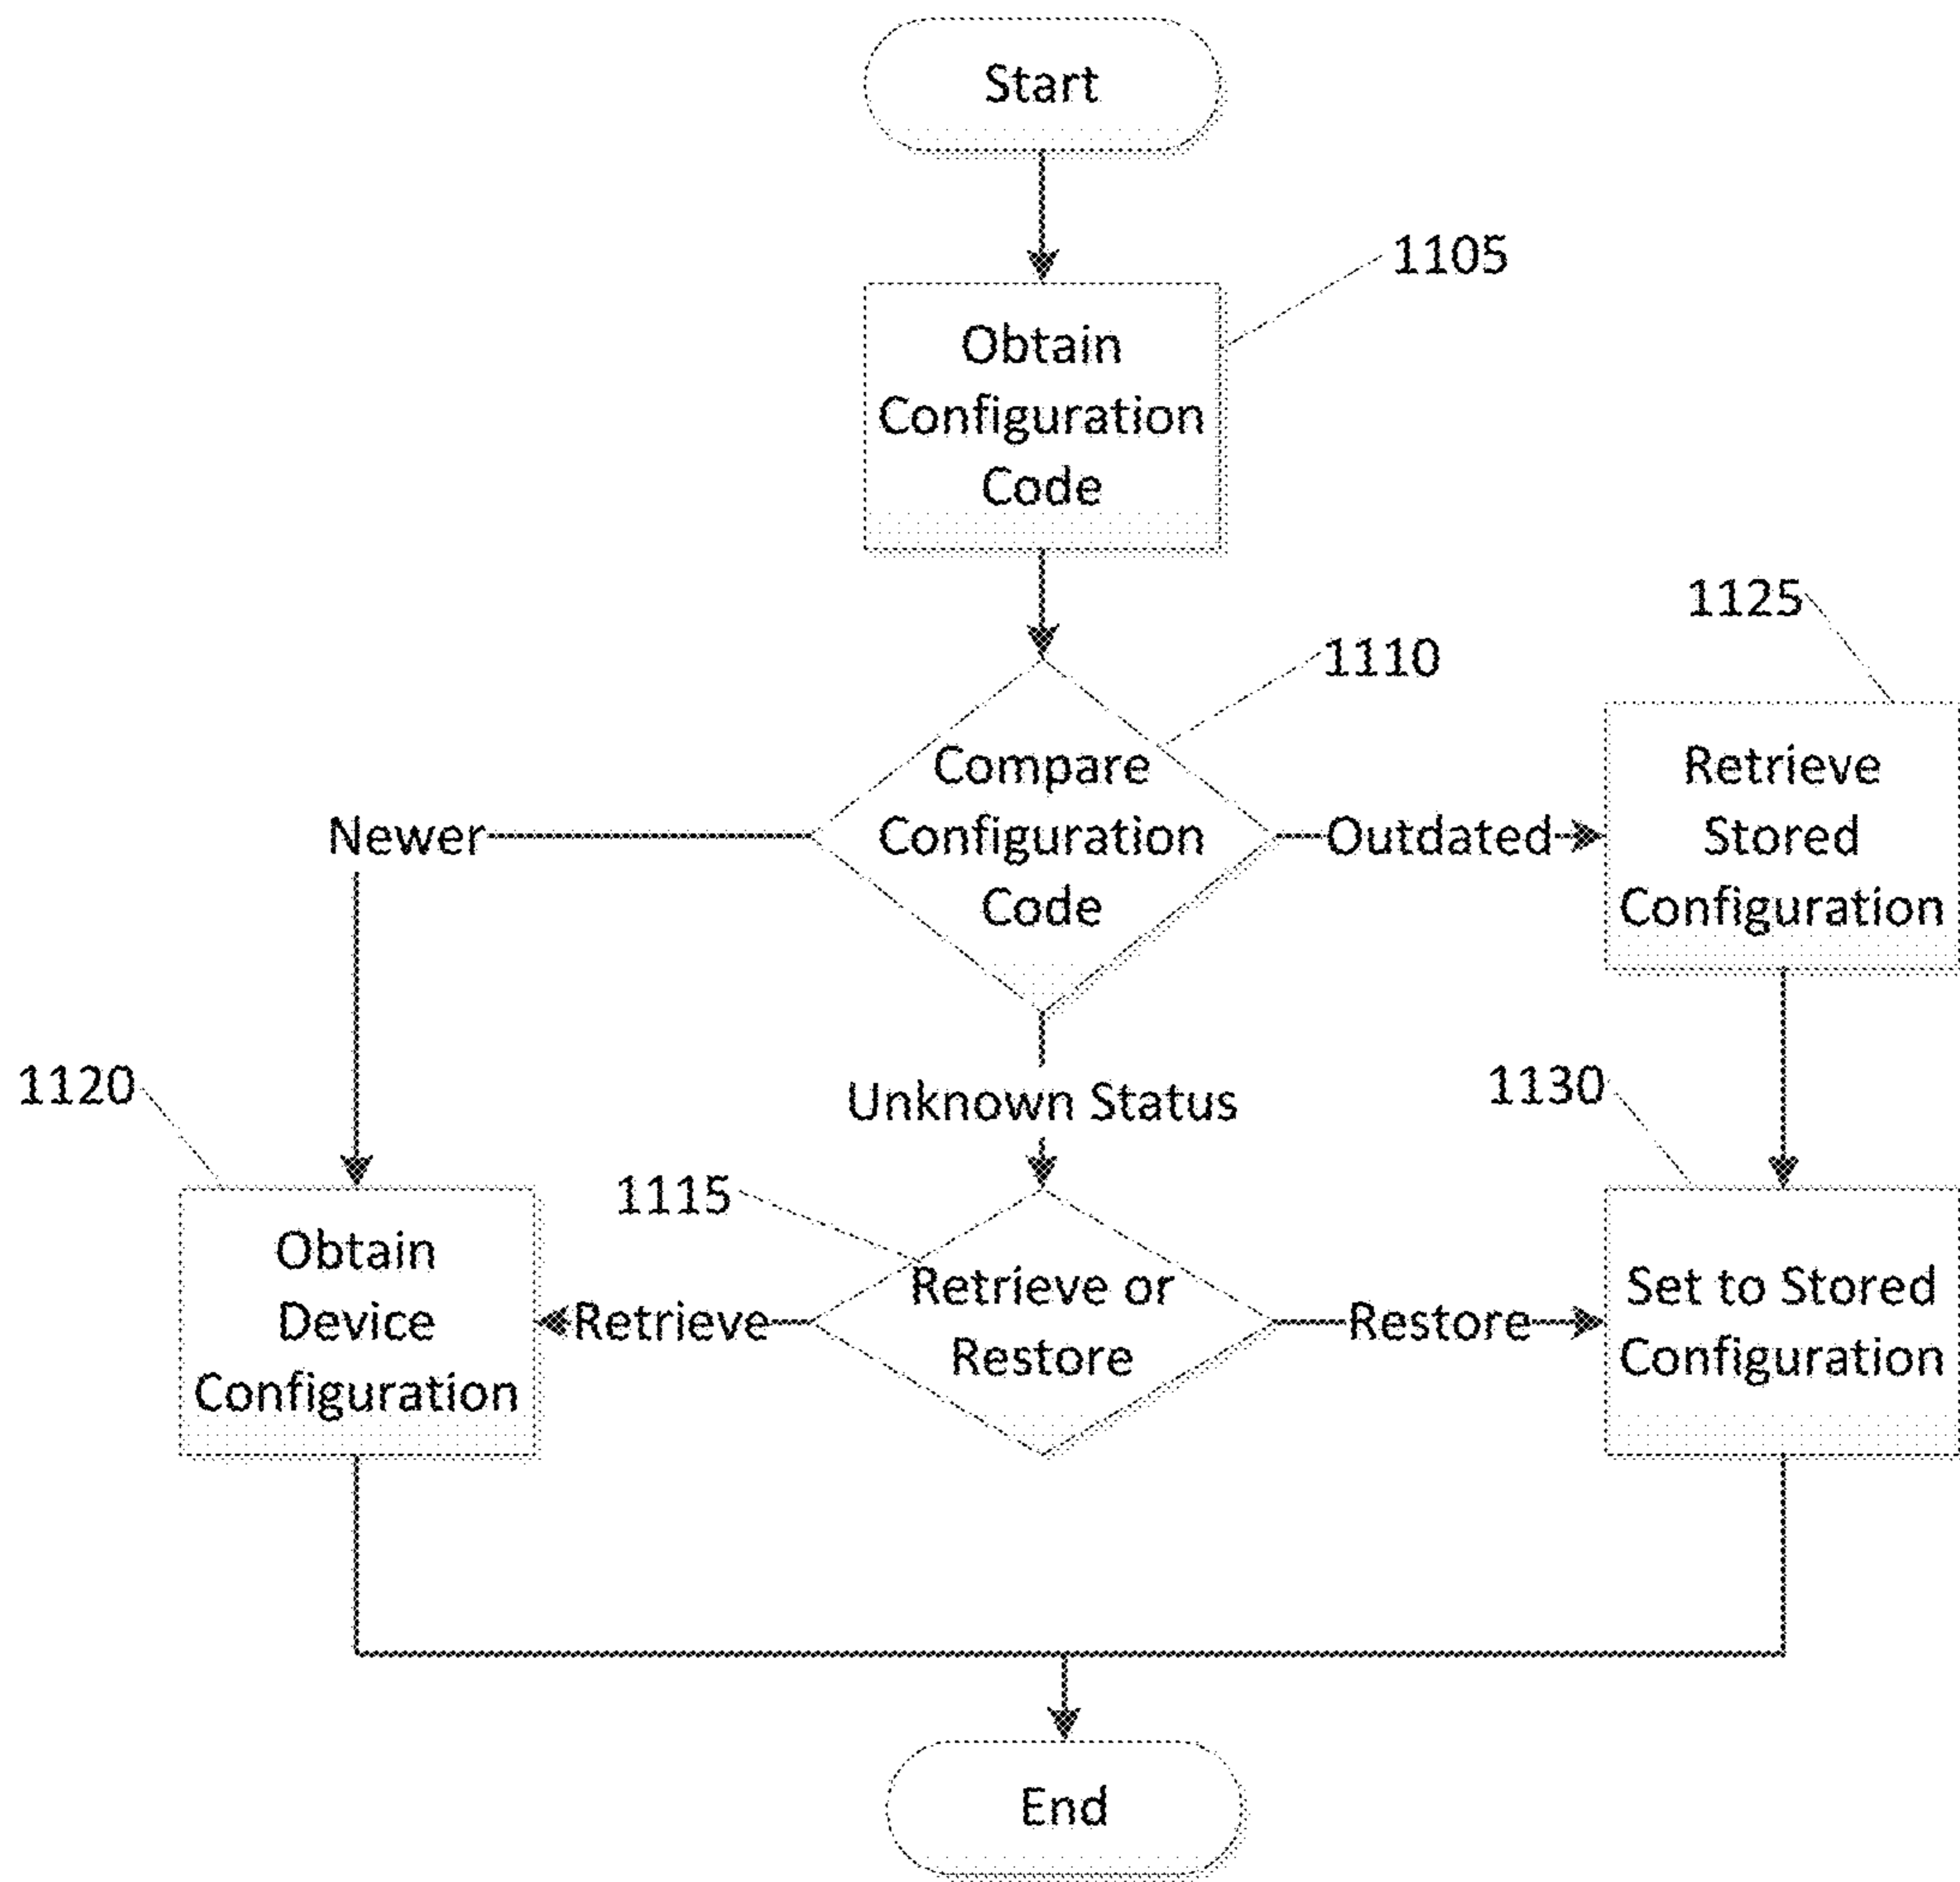 Start
1105
Obtain
Configuration
Code
1125
1110
Compare
Configuration
Code
Newer
Outdated
Retrieve
Stored
Configuration
Unknown Status
1120
1130
1115
Obtain
Device
Configuration
Retrieve
Retrieve or
Restore
Restore
Set to Stored
Configuration
End